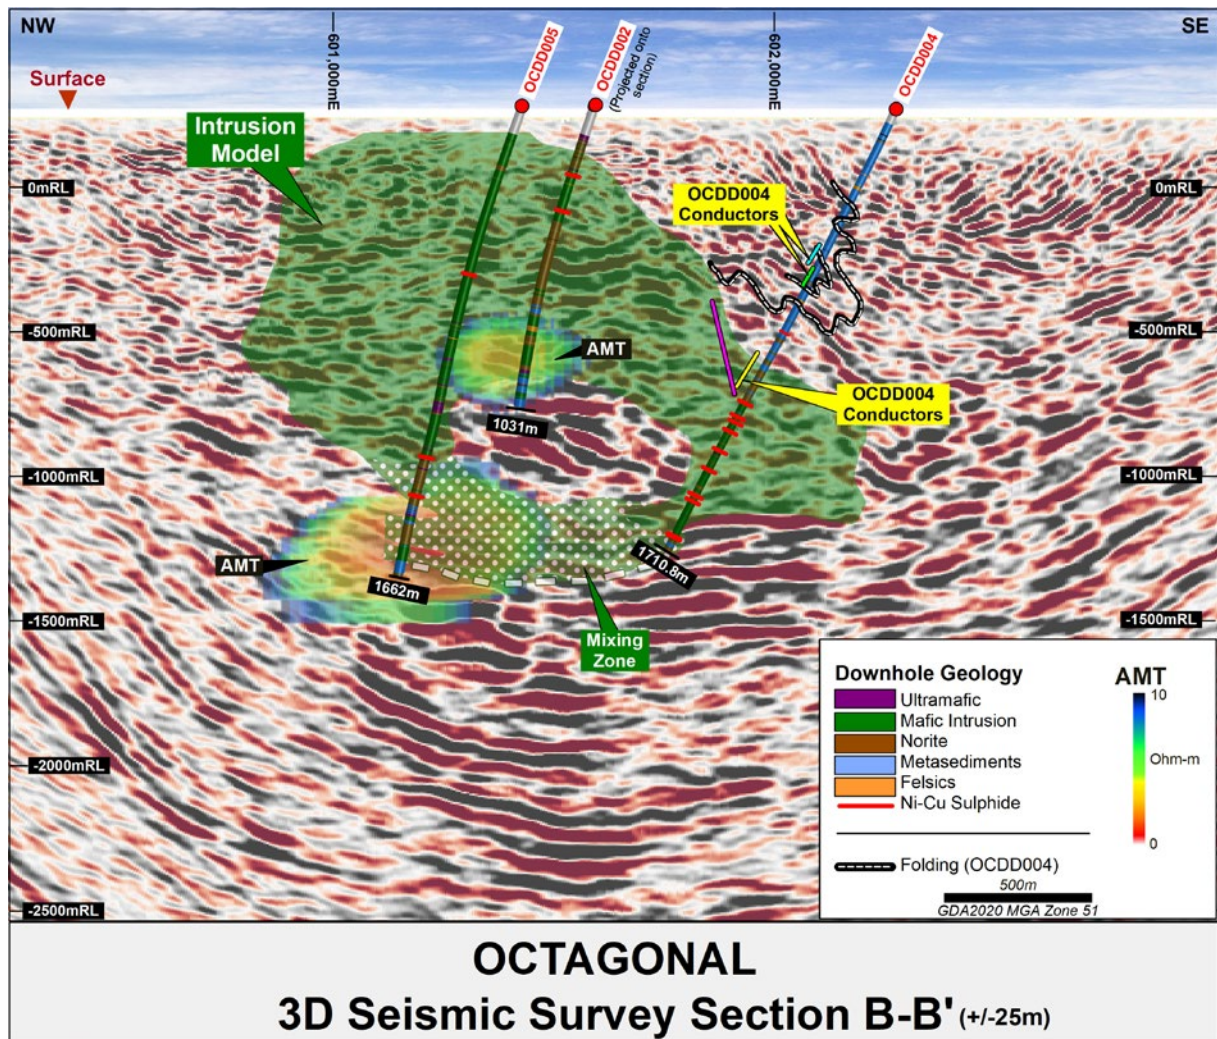 NW
SE
OCDD005
OCDD002
(Projected onto
section)
OCDD004
601,000mE
602,000mE
Surface
Intrusion
Model
0mRL
0mRL
OCDD004
Conductors
-500mRL
-500mRL
AMT
OCDD004
Conductors
1031m
-1000mRL
-1000mRL
AMT
1662m
1710.8m
-1500mRL
-1500mRL
Mixing
Zone
-2000mRL
-2500mRL
Downhole Geology
Ultramafic
Mafic Intrusion
Norite
Metasediments
Felsics
Ni-Cu Sulphide
Folding (OCDD004)
AMT
10
Ohm-m
0
500m
GDA2020 MGA Zone 51
OCTAGONAL
3D Seismic Survey Section B-B' (+/-25m)